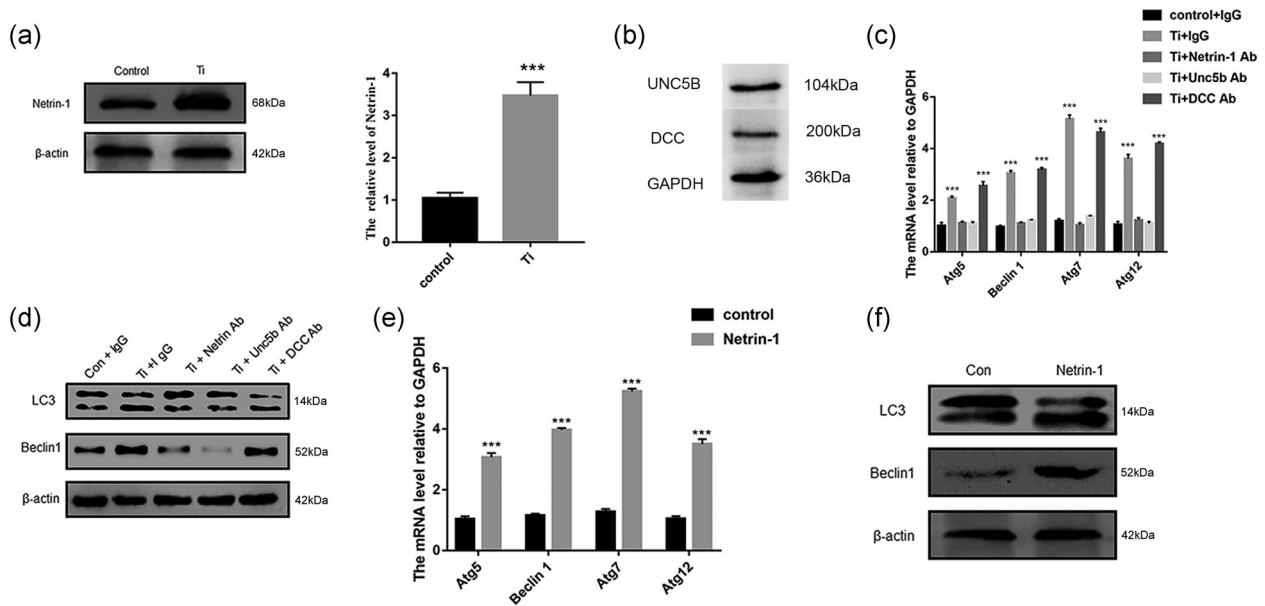 (a)
Control Ti
Netrin-1 68kDa
β-actin 42kDa
The relative level of Netrin-1
4
3
2
1
0
***
control Ti
(b)
UNC5B 104kDa
DCC 200kDa
GAPDH 36kDa
(c)
control+IgG
Ti+IgG
Ti+Netrin-1 Ab
Ti+Unc5b Ab
Ti+DCC Ab
The mRNA level relative to GAPDH
6
4
2
0
*** *** *** *** *** *** *** ***
Atg5 Beclin 1 Atg7 Atg12
(d)
Con + IgG Ti +I gG Ti + Netrin Ab Ti + Unc5b Ab Ti + DCC Ab
LC3 14kDa
Beclin1 52kDa
β-actin 42kDa
(e)
control
Netrin-1
The mRNA level relative to GAPDH
6
4
2
0
*** *** *** ***
Atg5 Beclin 1 Atg7 Atg12
(f)
Con Netrin-1
LC3 14kDa
Beclin1 52kDa
β-actin 42kDa